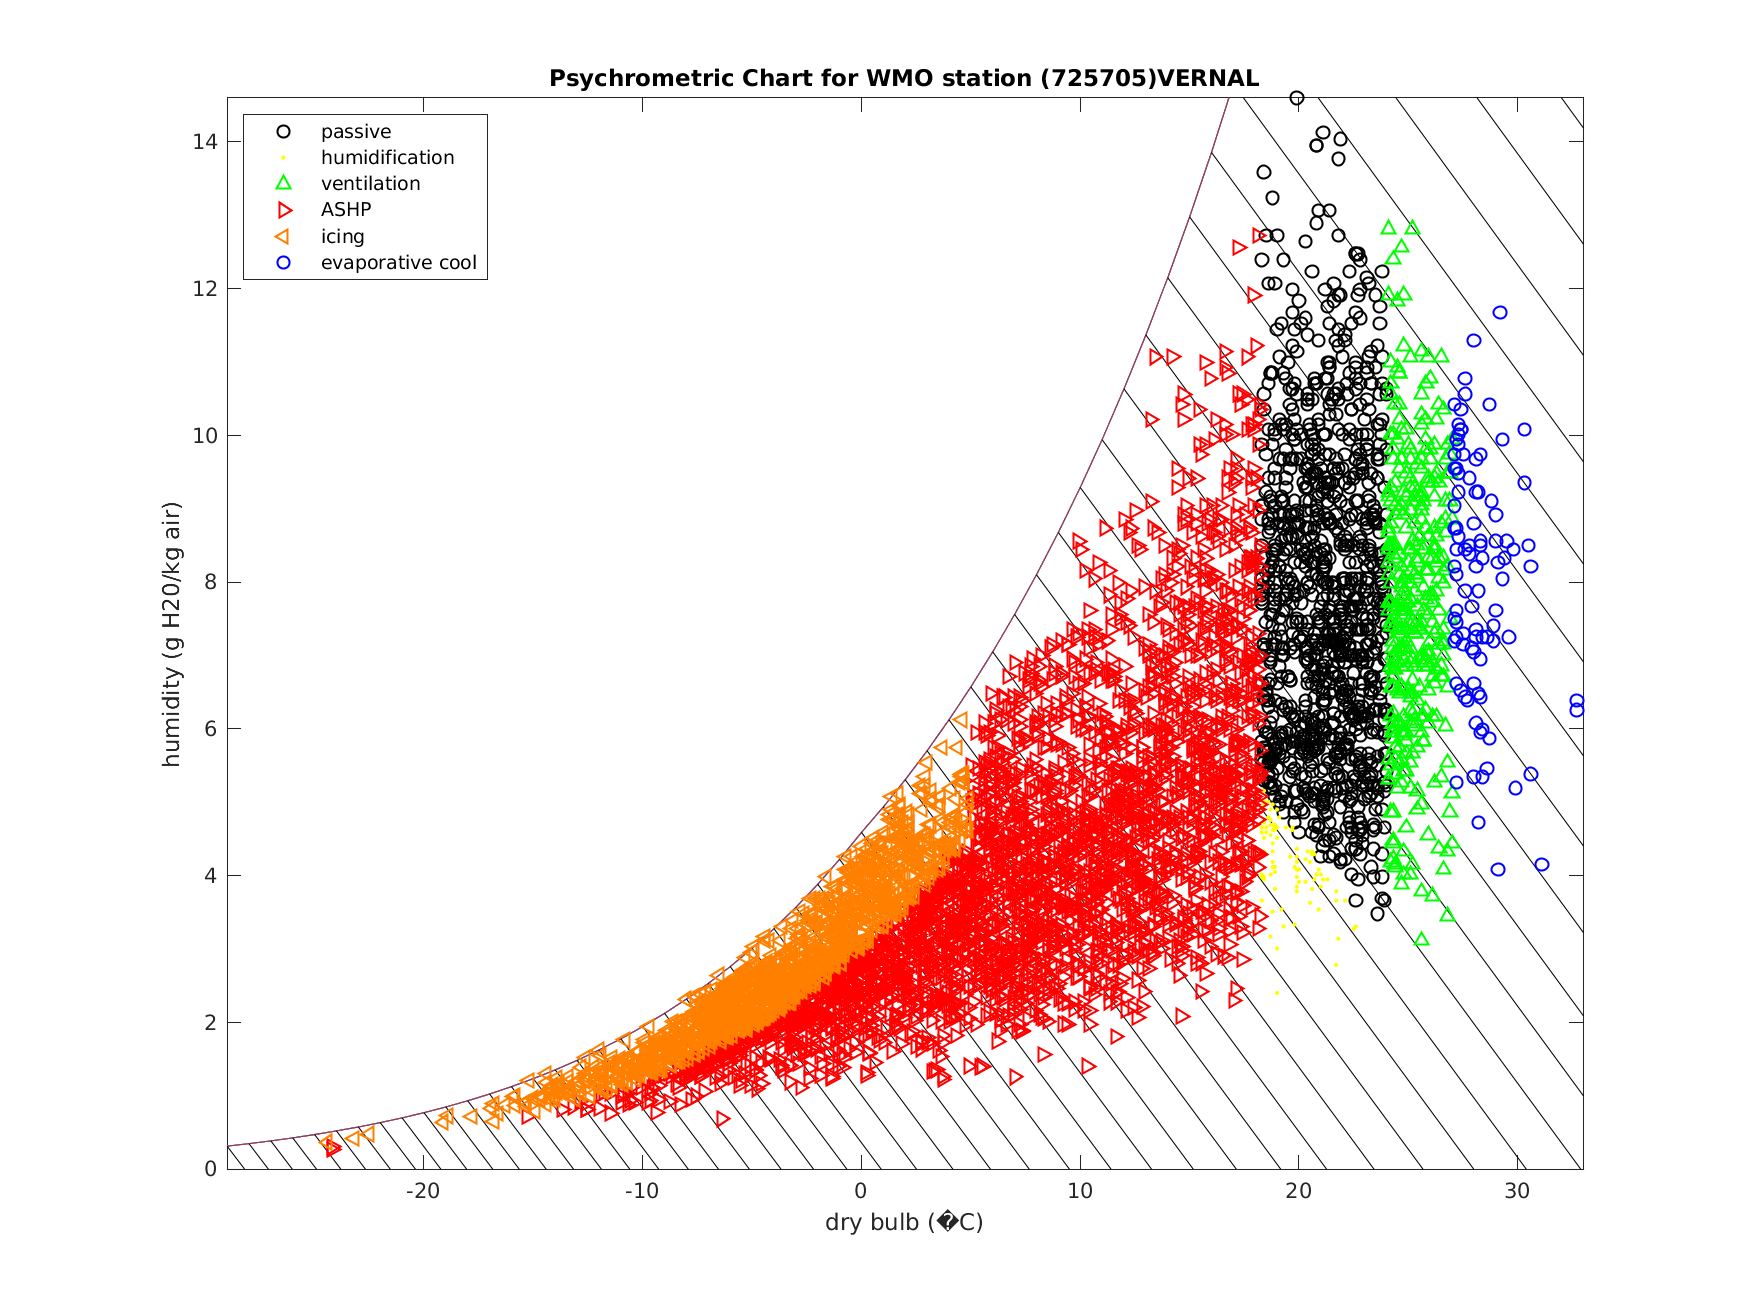 Psychrometric Chart for WMO station (725705)VERNAL
passive
humidification
ventilation
ASHP
icing
evaporative cool
14
12
10
8
6
4
2
0
humidity (g H20/kg air)
-20
-10
0
10
20
30
dry bulb (�C)